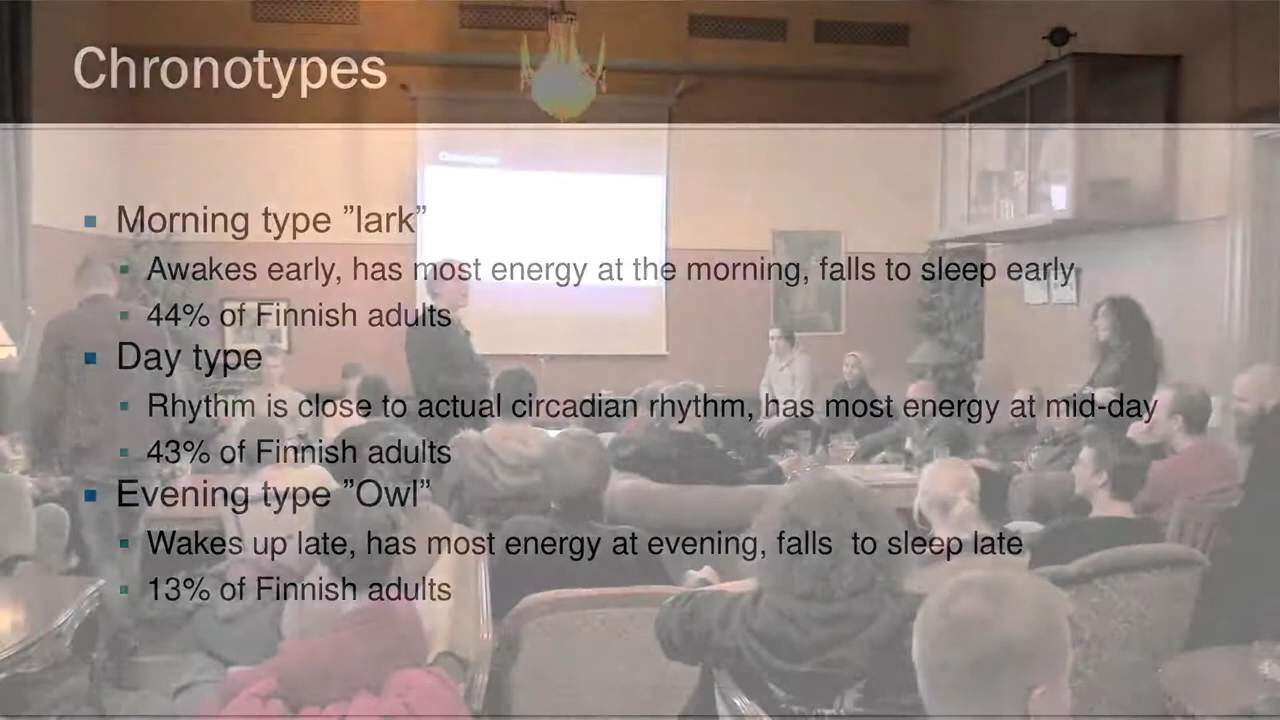 Chronotypes
Morning type ”lark”
Awakes early, has most energy at the morning, falls to sleep early
44% of Finnish adults
Day type
Rhythm is close to actual circadian rhythm, has most energy at mid-day
43% of Finnish adults
Evening type ”Owl”
Wakes up late, has most energy at evening, falls  to sleep late
13% of Finnish adults